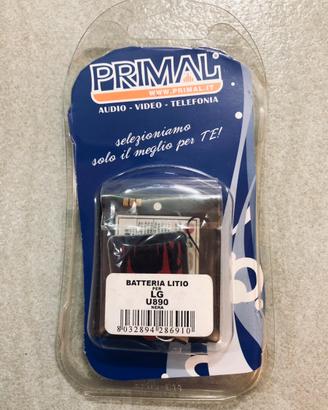 PRIMAL
WWW.PRIMAL.IT
AUDIO - VIDEO - TELEFONIA
selezioniamo
solo il meglio per TE!
BATTERIA LITIO
PER
LG
U890
NERA
8032894286910